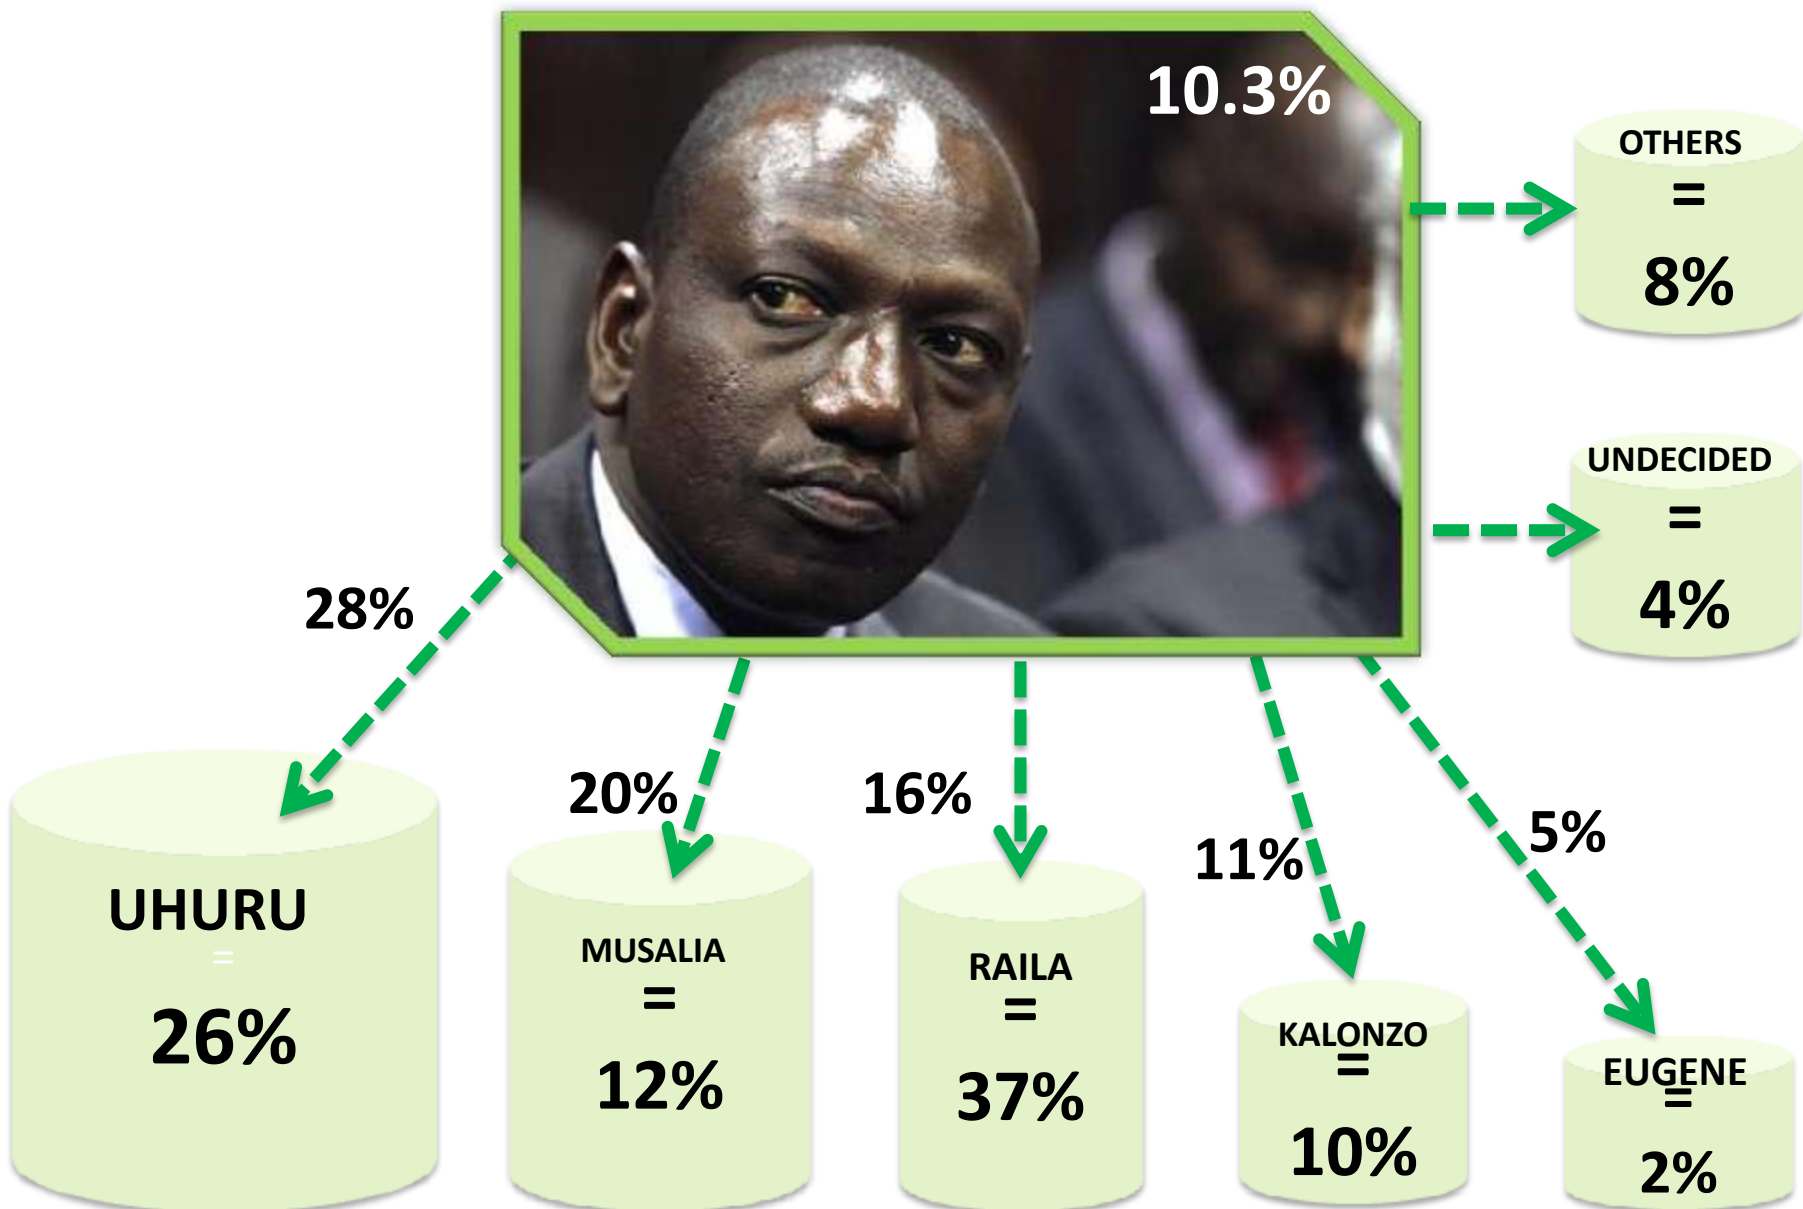 10.3%
OTHERS
=
8%
UNDECIDED
=
4%
28%
20%
16%
11%
5%
UHURU
=
26%
MUSALIA
=
12%
RAILA
=
37%
KALONZO
=
10%
EUGENE
=
2%